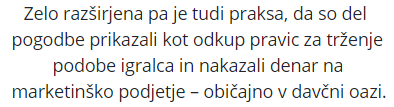 Zelo razširjena pa je tudi praksa, da so del
pogodbe prikazali kot odkup pravic za trženje
podobe igralca in nakazali denar na
marketinško podjetje – običajno v davčni oazi.